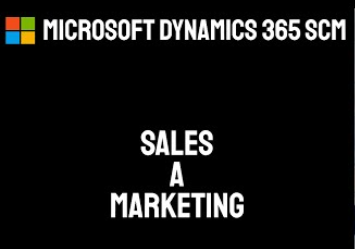 MICROSOFT DYNAMICS 365 SCM
SALES
A
MARKETING